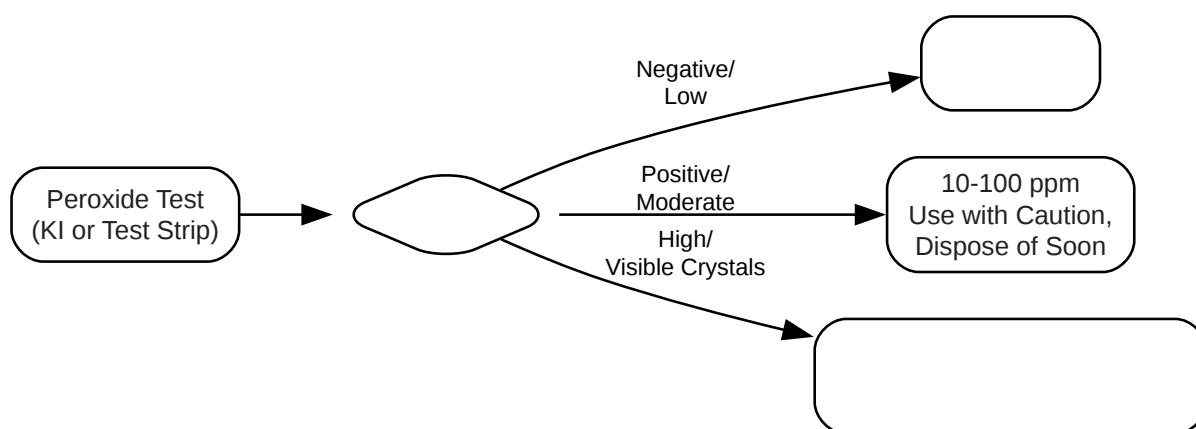 Peroxide Test
(KI or Test Strip)
Negative/
Low
Positive/
Moderate
High/
Visible Crystals
10-100 ppm
Use with Caution,
Dispose of Soon